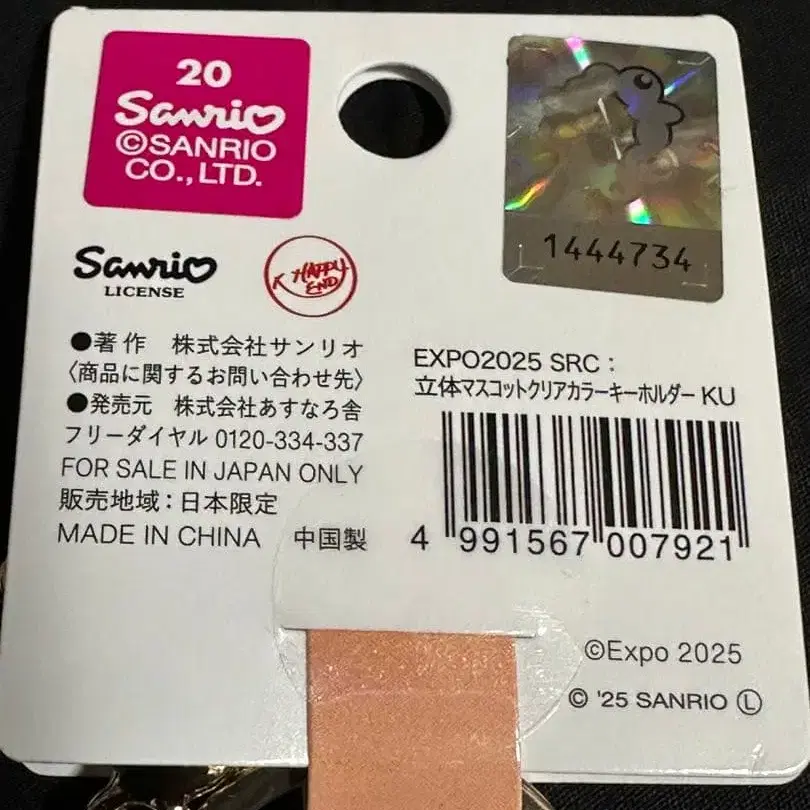 20
Sanrio
©SANRIO
CO.,LTD.
1444734
Sanrio
LICENSE
K HAPPY
END
●著作 株式会社サンリオ
〈商品に関するお問い合わせ先〉
●発売元 株式会社あすなろ舎
フリーダイヤル 0120-334-337
FOR SALE IN JAPAN ONLY
販売地域：日本限定
MADE IN CHINA 中国製
EXPO2025 SRC：
立体マスコットクリアカラーキーホルダー KU
4 991567 007921
©Expo 2025
© '25 SANRIO Ⓛ